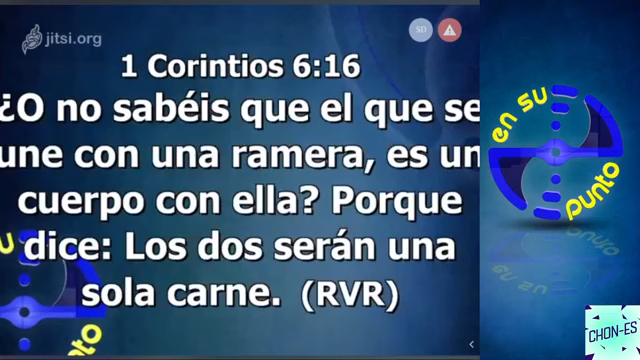 jitsi.org
SD
1 Corintios 6:16
¿O no sabéis que el que se
une con una ramera, es un
cuerpo con ella? Porque
dice: Los dos serán una
sola carne. (RVR)
en su
punto
punto
CHON-ES